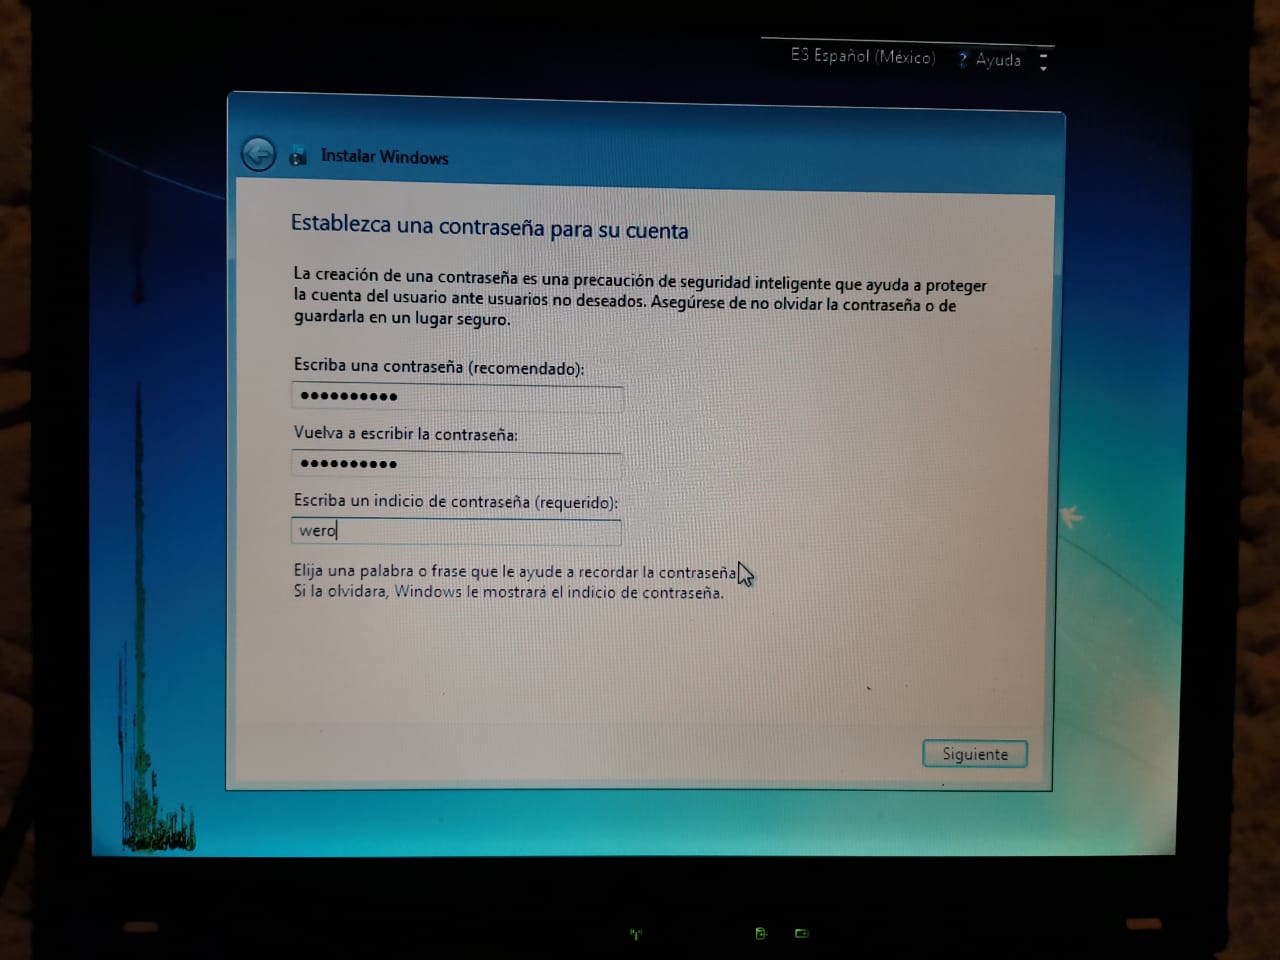 ES Español (México) ? Ayuda
Instalar Windows
Establezca una contraseña para su cuenta
La creación de una contraseña es una precaución de seguridad inteligente que ayuda a proteger
la cuenta del usuario ante usuarios no deseados. Asegúrese de no olvidar la contraseña o de
guardarla en un lugar seguro.
Escriba una contraseña (recomendado):
••••••••••
Vuelva a escribir la contraseña:
••••••••••
Escriba un indicio de contraseña (requerido):
wero
Elija una palabra o frase que le ayude a recordar la contraseña
Si la olvidara, Windows le mostrará el indicio de contraseña.
Siguiente